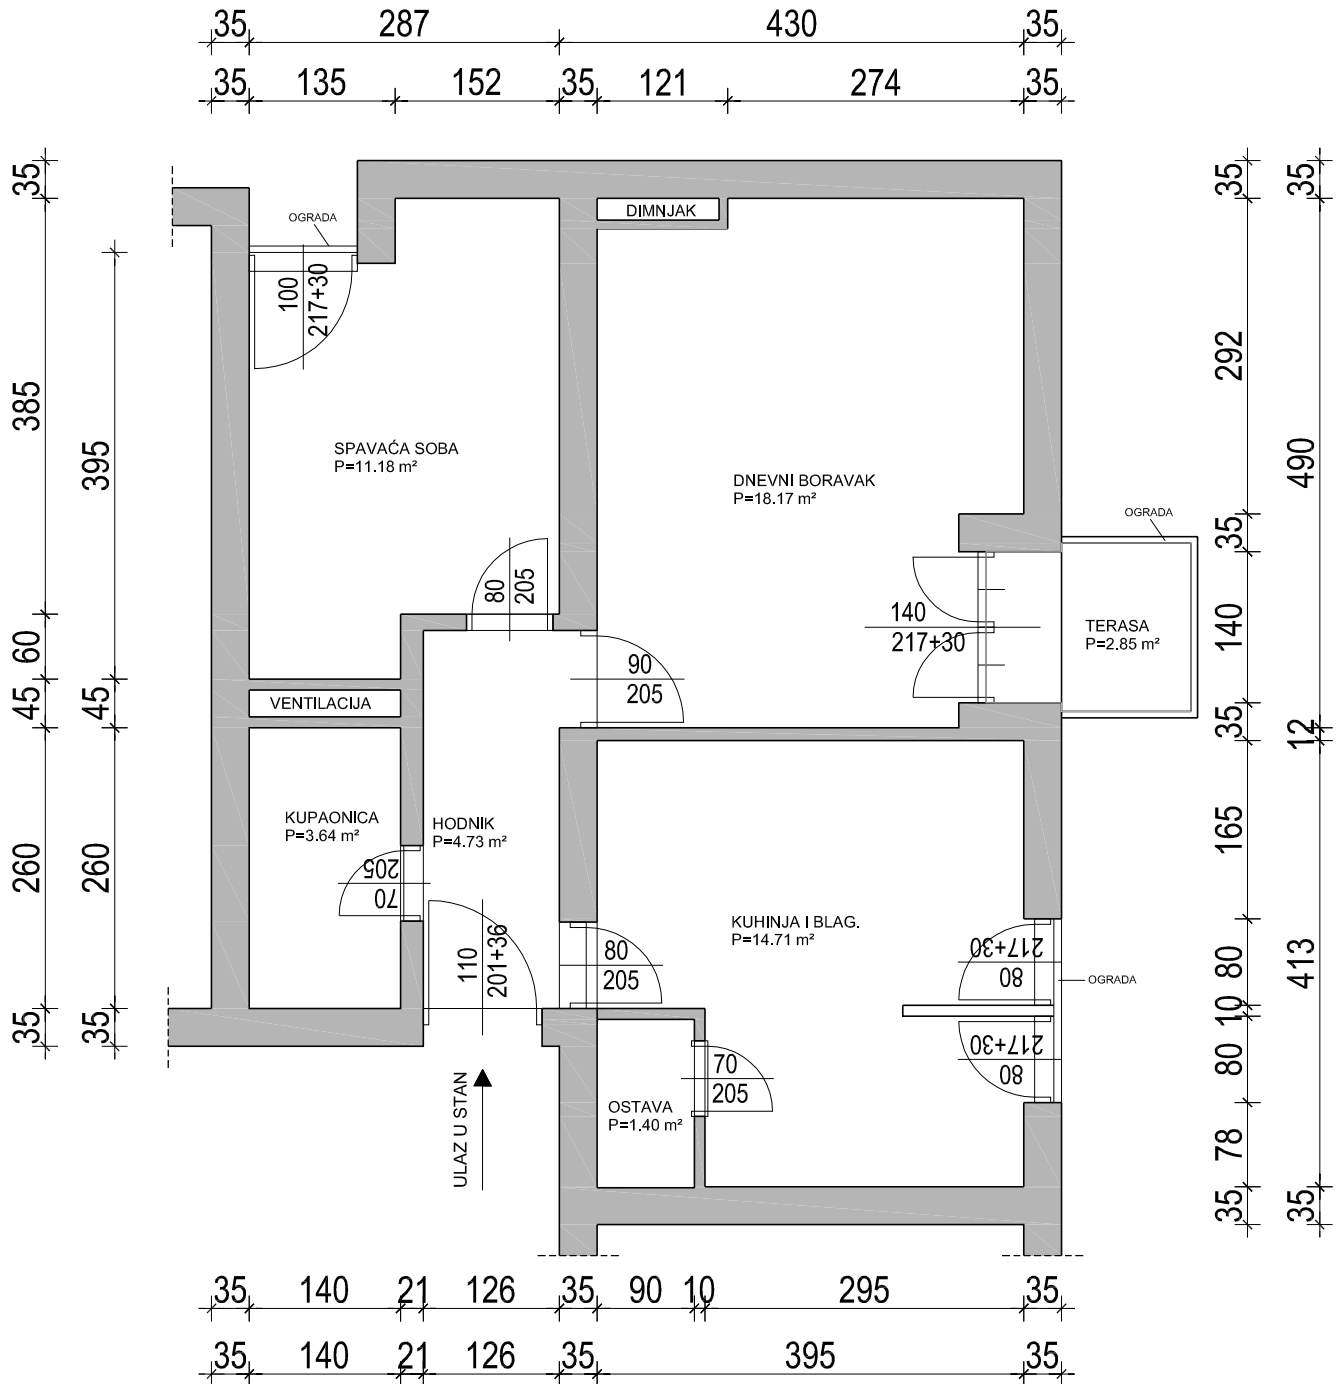 35 287 430 35
35 135 152 35 121 274 35
35
385
60
45
260
35
395
45
260
35
35
292
35
140
35
165
80
10
80
78
35
35
490
12
413
35
DIMNJAK
OGRADA
100
217+30
SPAVAĆA SOBA
P=11.18 m²
DNEVNI BORAVAK
P=18.17 m²
OGRADA
80
205
140
217+30
TERASA
P=2.85 m²
90
205
VENTILACIJA
KUPAONICA
P=3.64 m²
HODNIK
P=4.73 m²
205
70
110
201+36
KUHINJA I BLAG.
P=14.71 m²
80
205
217+30
80
OGRADA
217+30
80
70
205
OSTAVA
P=1.40 m²
ULAZ U STAN
35 140 21 126 35 90 10 295 35
35 140 21 126 35 395 35